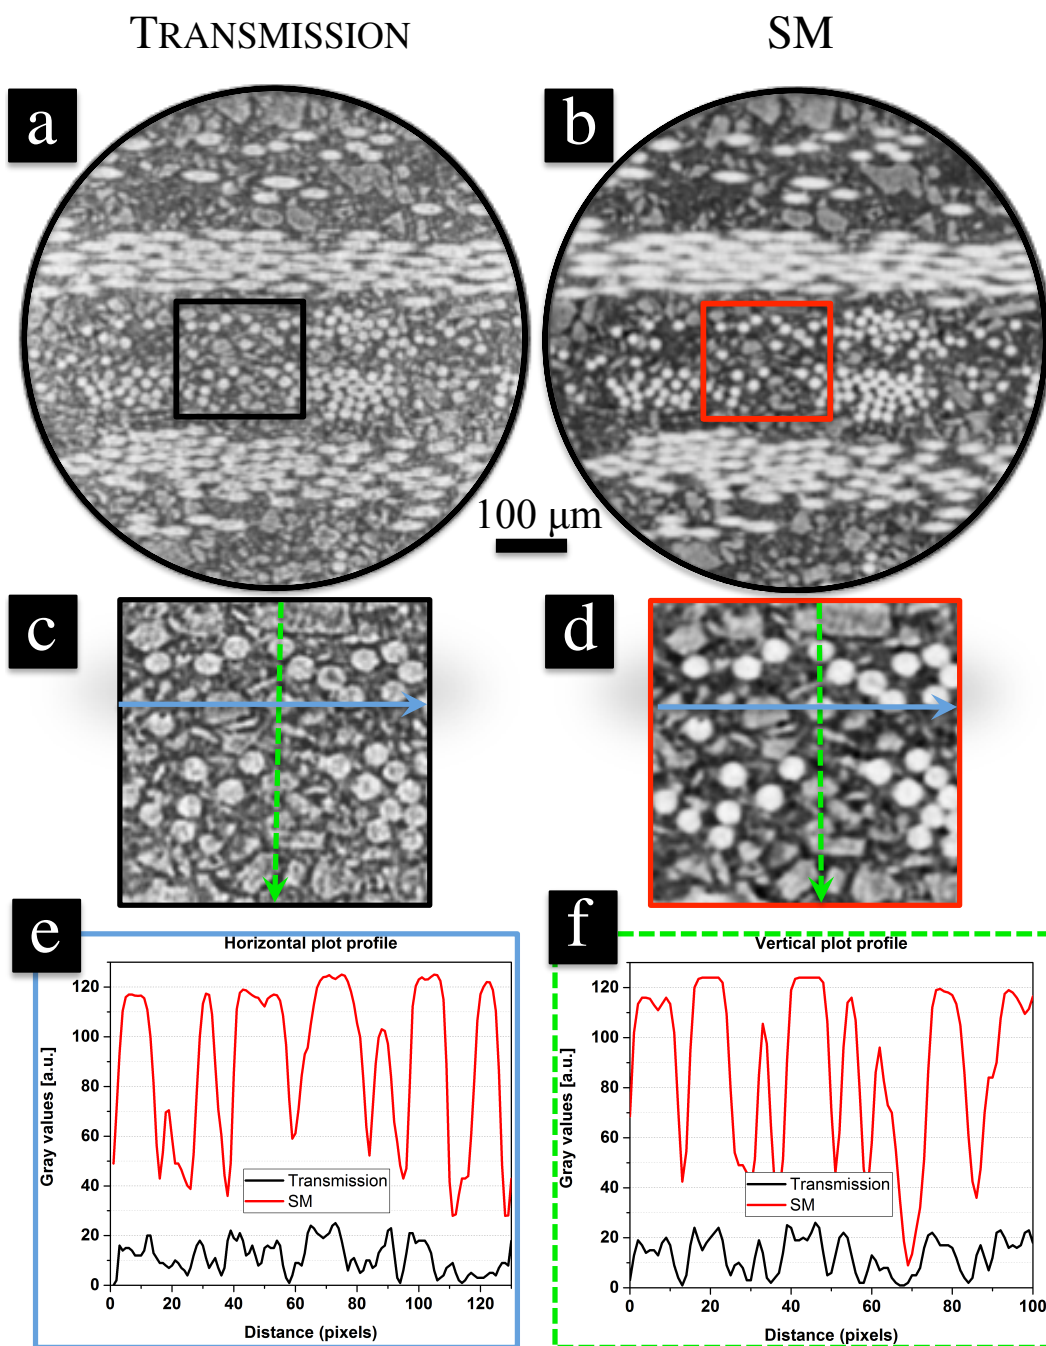 TRANSMISSION
SM
a
b
100 μm
c
d
e
f
Horizontal plot profile
Gray values [a.u.]
120
100
80
60
40
20
0
Transmission
SM
0 20 40 60 80 100 120
Distance (pixels)
Vertical plot profile
Gray values [a.u.]
120
100
80
60
40
20
0
Transmission
SM
0 20 40 60 80 100
Distance (pixels)